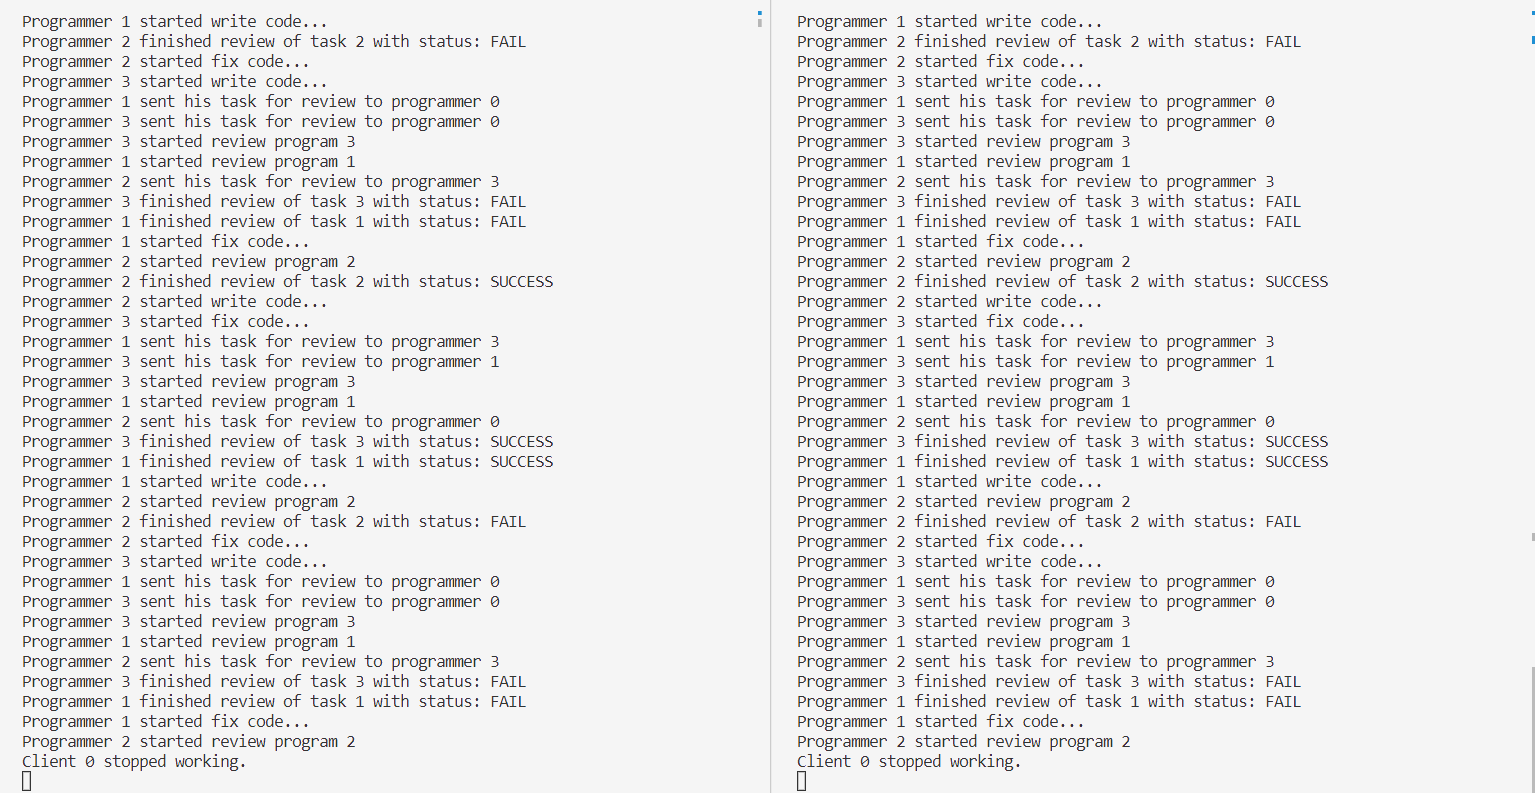 Programmer 1 started write code...
Programmer 2 finished review of task 2 with status: FAIL
Programmer 2 started fix code...
Programmer 3 started write code...
Programmer 1 sent his task for review to programmer 0
Programmer 3 sent his task for review to programmer 0
Programmer 3 started review program 3
Programmer 1 started review program 1
Programmer 2 sent his task for review to programmer 3
Programmer 3 finished review of task 3 with status: FAIL
Programmer 1 finished review of task 1 with status: FAIL
Programmer 1 started fix code...
Programmer 2 started review program 2
Programmer 2 finished review of task 2 with status: SUCCESS
Programmer 2 started write code...
Programmer 3 started fix code...
Programmer 1 sent his task for review to programmer 3
Programmer 3 sent his task for review to programmer 1
Programmer 3 started review program 3
Programmer 1 started review program 1
Programmer 2 sent his task for review to programmer 0
Programmer 3 finished review of task 3 with status: SUCCESS
Programmer 1 finished review of task 1 with status: SUCCESS
Programmer 1 started write code...
Programmer 2 started review program 2
Programmer 2 finished review of task 2 with status: FAIL
Programmer 2 started fix code...
Programmer 3 started write code...
Programmer 1 sent his task for review to programmer 0
Programmer 3 sent his task for review to programmer 0
Programmer 3 started review program 3
Programmer 1 started review program 1
Programmer 2 sent his task for review to programmer 3
Programmer 3 finished review of task 3 with status: FAIL
Programmer 1 finished review of task 1 with status: FAIL
Programmer 1 started fix code...
Programmer 2 started review program 2
Client 0 stopped working.
Programmer 1 started write code...
Programmer 2 finished review of task 2 with status: FAIL
Programmer 2 started fix code...
Programmer 3 started write code...
Programmer 1 sent his task for review to programmer 0
Programmer 3 sent his task for review to programmer 0
Programmer 3 started review program 3
Programmer 1 started review program 1
Programmer 2 sent his task for review to programmer 3
Programmer 3 finished review of task 3 with status: FAIL
Programmer 1 finished review of task 1 with status: FAIL
Programmer 1 started fix code...
Programmer 2 started review program 2
Programmer 2 finished review of task 2 with status: SUCCESS
Programmer 2 started write code...
Programmer 3 started fix code...
Programmer 1 sent his task for review to programmer 3
Programmer 3 sent his task for review to programmer 1
Programmer 3 started review program 3
Programmer 1 started review program 1
Programmer 2 sent his task for review to programmer 0
Programmer 3 finished review of task 3 with status: SUCCESS
Programmer 1 finished review of task 1 with status: SUCCESS
Programmer 1 started write code...
Programmer 2 started review program 2
Programmer 2 finished review of task 2 with status: FAIL
Programmer 2 started fix code...
Programmer 3 started write code...
Programmer 1 sent his task for review to programmer 0
Programmer 3 sent his task for review to programmer 0
Programmer 3 started review program 3
Programmer 1 started review program 1
Programmer 2 sent his task for review to programmer 3
Programmer 3 finished review of task 3 with status: FAIL
Programmer 1 finished review of task 1 with status: FAIL
Programmer 1 started fix code...
Programmer 2 started review program 2
Client 0 stopped working.